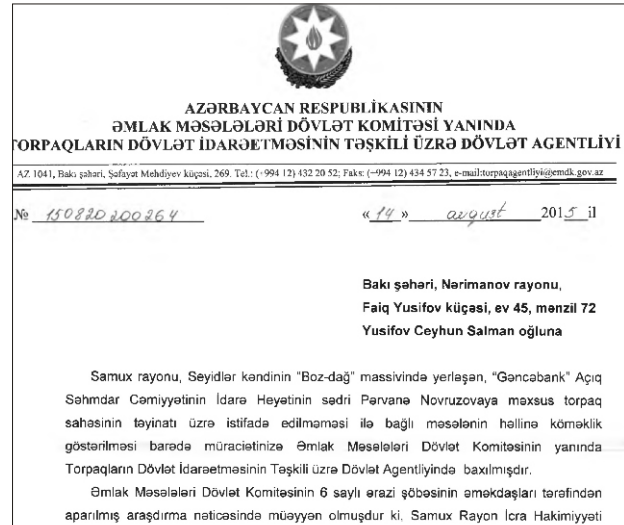 AZƏRBAYCAN RESPUBLİKASININ
ƏMLAK MƏSƏLƏLƏRİ DÖVLƏT KOMİTƏSİ YANINDA
TORPAQLARIN DÖVLƏT İDARƏETMƏSİNİN TƏŞKİLİ ÜZRƏ DÖVLƏT AGENTLİYİ
AZ 1041, Bakı şəhəri, Şəfayət Mehdiyev küçəsi, 269. Tel.: (+994 12) 432 20 52; Faks: (+994 12) 434 57 23, e-mail:torpaqagentliyi@emdk.gov.az
№ 150820200264 « 14 » avqust 2015 il
Bakı şəhəri, Nərimanov rayonu,
Faiq Yusifov küçəsi, ev 45, mənzil 72
Yusifov Ceyhun Salman oğluna
Samux rayonu, Seyidlər kəndinin "Boz-dağ" massivində yerləşən, "Gəncəbank" Açıq
Səhmdar Cəmiyyətinin İdarə Heyətinin sədri Pərvanə Novruzovaya məxsus torpaq
sahəsinin təyinatı üzrə istifadə edilməməsi ilə bağlı məsələnin həllinə köməklik
göstərilməsi barədə müraciətinizə Əmlak Məsələləri Dövlət Komitəsinin yanında
Torpaqların Dövlət İdarəetməsinin Təşkili üzrə Dövlət Agentliyində baxılmışdır.
Əmlak Məsələləri Dövlət Komitəsinin 6 saylı ərazi şöbəsinin əməkdaşları tərəfindən
aparılmış araşdırma nəticəsində müəyyən olmuşdur ki, Samux Rayon İcra Hakimiyyəti